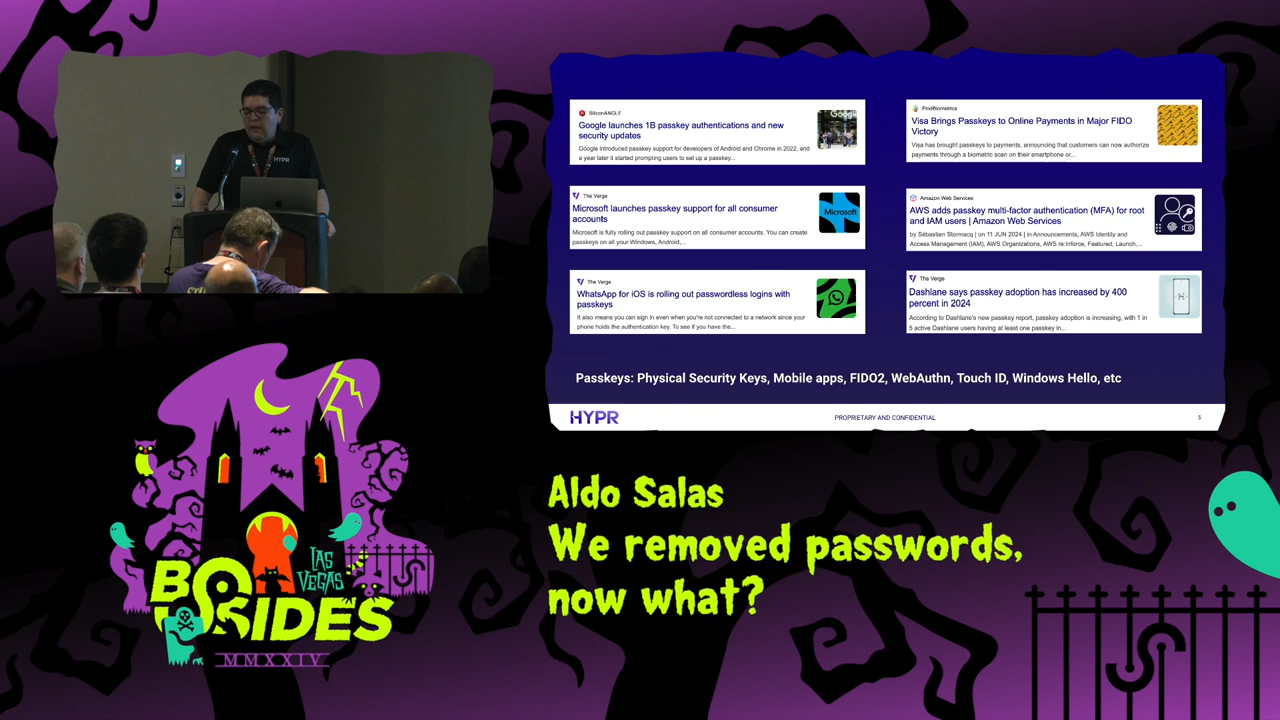 HYPR
SiliconANGLE
Google launches 1B passkey authentications and new
security updates
Google introduced passkey support for developers of Android and Chrome in 2022, and
a year later it started prompting users to set up a passkey...
Google
The Verge
Microsoft launches passkey support for all consumer
accounts
Microsoft is fully rolling out passkey support on all consumer accounts. You can create
passkeys on all your Windows, Android,...
Microsoft
The Verge
WhatsApp for iOS is rolling out passwordless logins with
passkeys
It also means you can sign in even when you're not connected to a network since your
phone holds the authentication key. To see if you have the...
FindBiometrics
Visa Brings Passkeys to Online Payments in Major FIDO
Victory
Visa has brought passkeys to payments, announcing that customers can now authorize
payments through a biometric scan on their smartphone or...
Amazon Web Services
AWS adds passkey multi-factor authentication (MFA) for root
and IAM users | Amazon Web Services
by Sébastien Stormacq | on 11 JUN 2024 | in Announcements, AWS Identity and
Access Management (IAM), AWS Organizations, AWS re:Inforce, Featured, Launch,...
The Verge
Dashlane says passkey adoption has increased by 400
percent in 2024
According to Dashlane's new passkey report, passkey adoption is increasing, with 1 in
5 active Dashlane users having at least one passkey in...
Passkeys: Physical Security Keys, Mobile apps, FIDO2, WebAuthn, Touch ID, Windows Hello, etc
HYPR
PROPRIETARY AND CONFIDENTIAL
5
BSIDES
LAS
VEGAS
MMXXIV
Aldo Salas
We removed passwords,
now what?